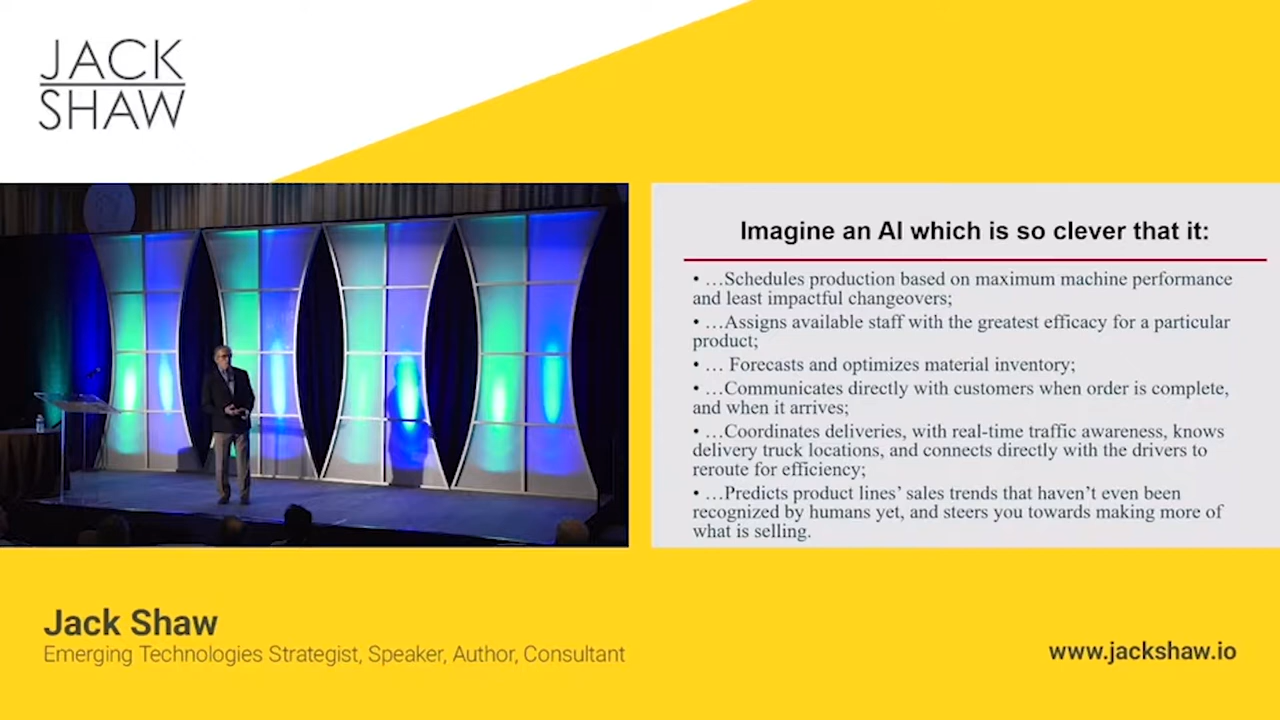 JACK
SHAW
Imagine an AI which is so clever that it:
• …Schedules production based on maximum machine performance
and least impactful changeovers;
• …Assigns available staff with the greatest efficacy for a particular
product;
• … Forecasts and optimizes material inventory;
• …Communicates directly with customers when order is complete,
and when it arrives;
• …Coordinates deliveries, with real-time traffic awareness, knows
delivery truck locations, and connects directly with the drivers to
reroute for efficiency;
• …Predicts product lines’ sales trends that haven’t even been
recognized by humans yet, and steers you towards making more of
what is selling.
Jack Shaw
Emerging Technologies Strategist, Speaker, Author, Consultant
www.jackshaw.io